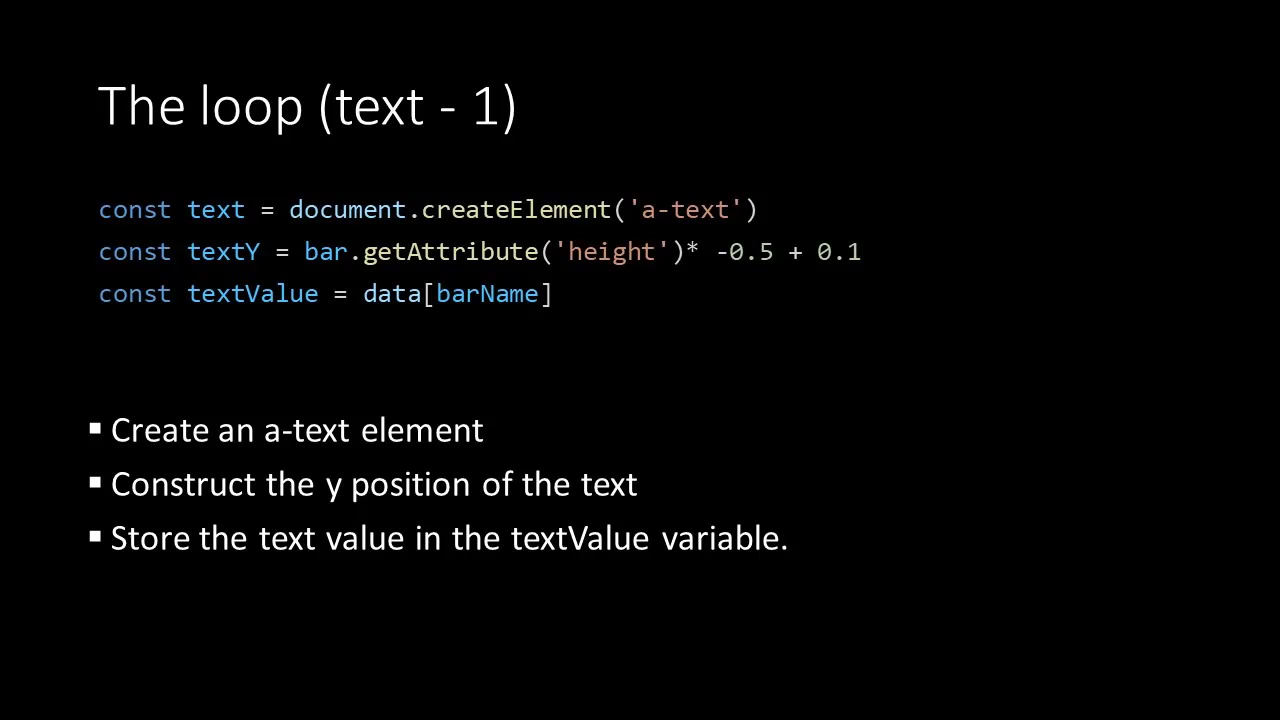 The loop (text - 1)
const text = document.createElement('a-text')
const textY = bar.getAttribute('height')* -0.5 + 0.1
const textValue = data[barName]
▪ Create an a-text element
▪ Construct the y position of the text
▪ Store the text value in the textValue variable.